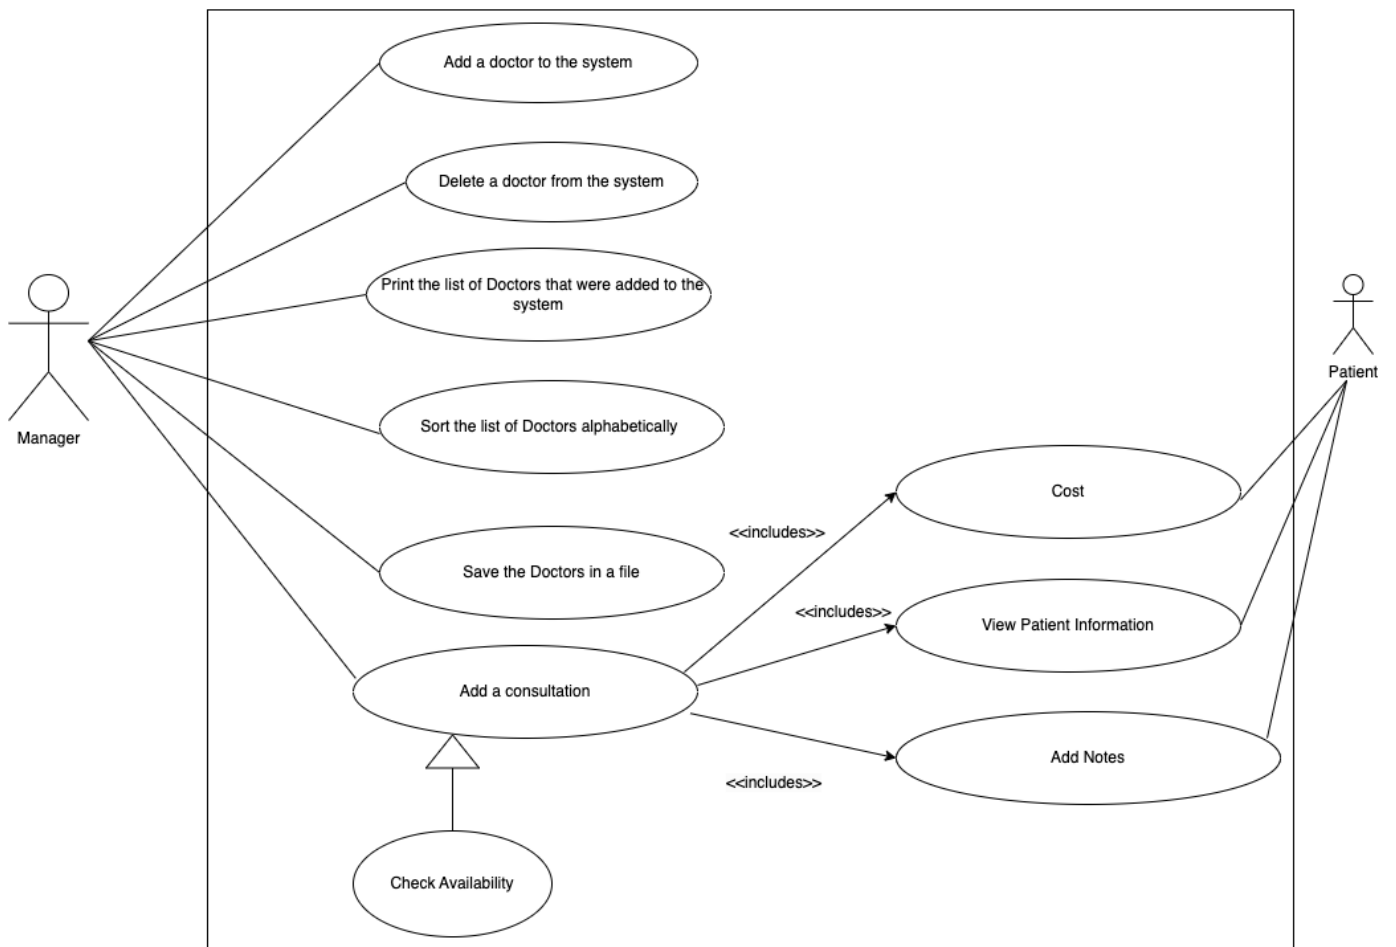 Add a doctor to the system
Delete a doctor from the system
Print the list of Doctors that were added to the
system
Manager
Patient
Sort the list of Doctors alphabetically
Cost
<<includes>>
Save the Doctors in a file
<<includes>>
View Patient Information
Add a consultation
Add Notes
<<includes>>
Check Availability